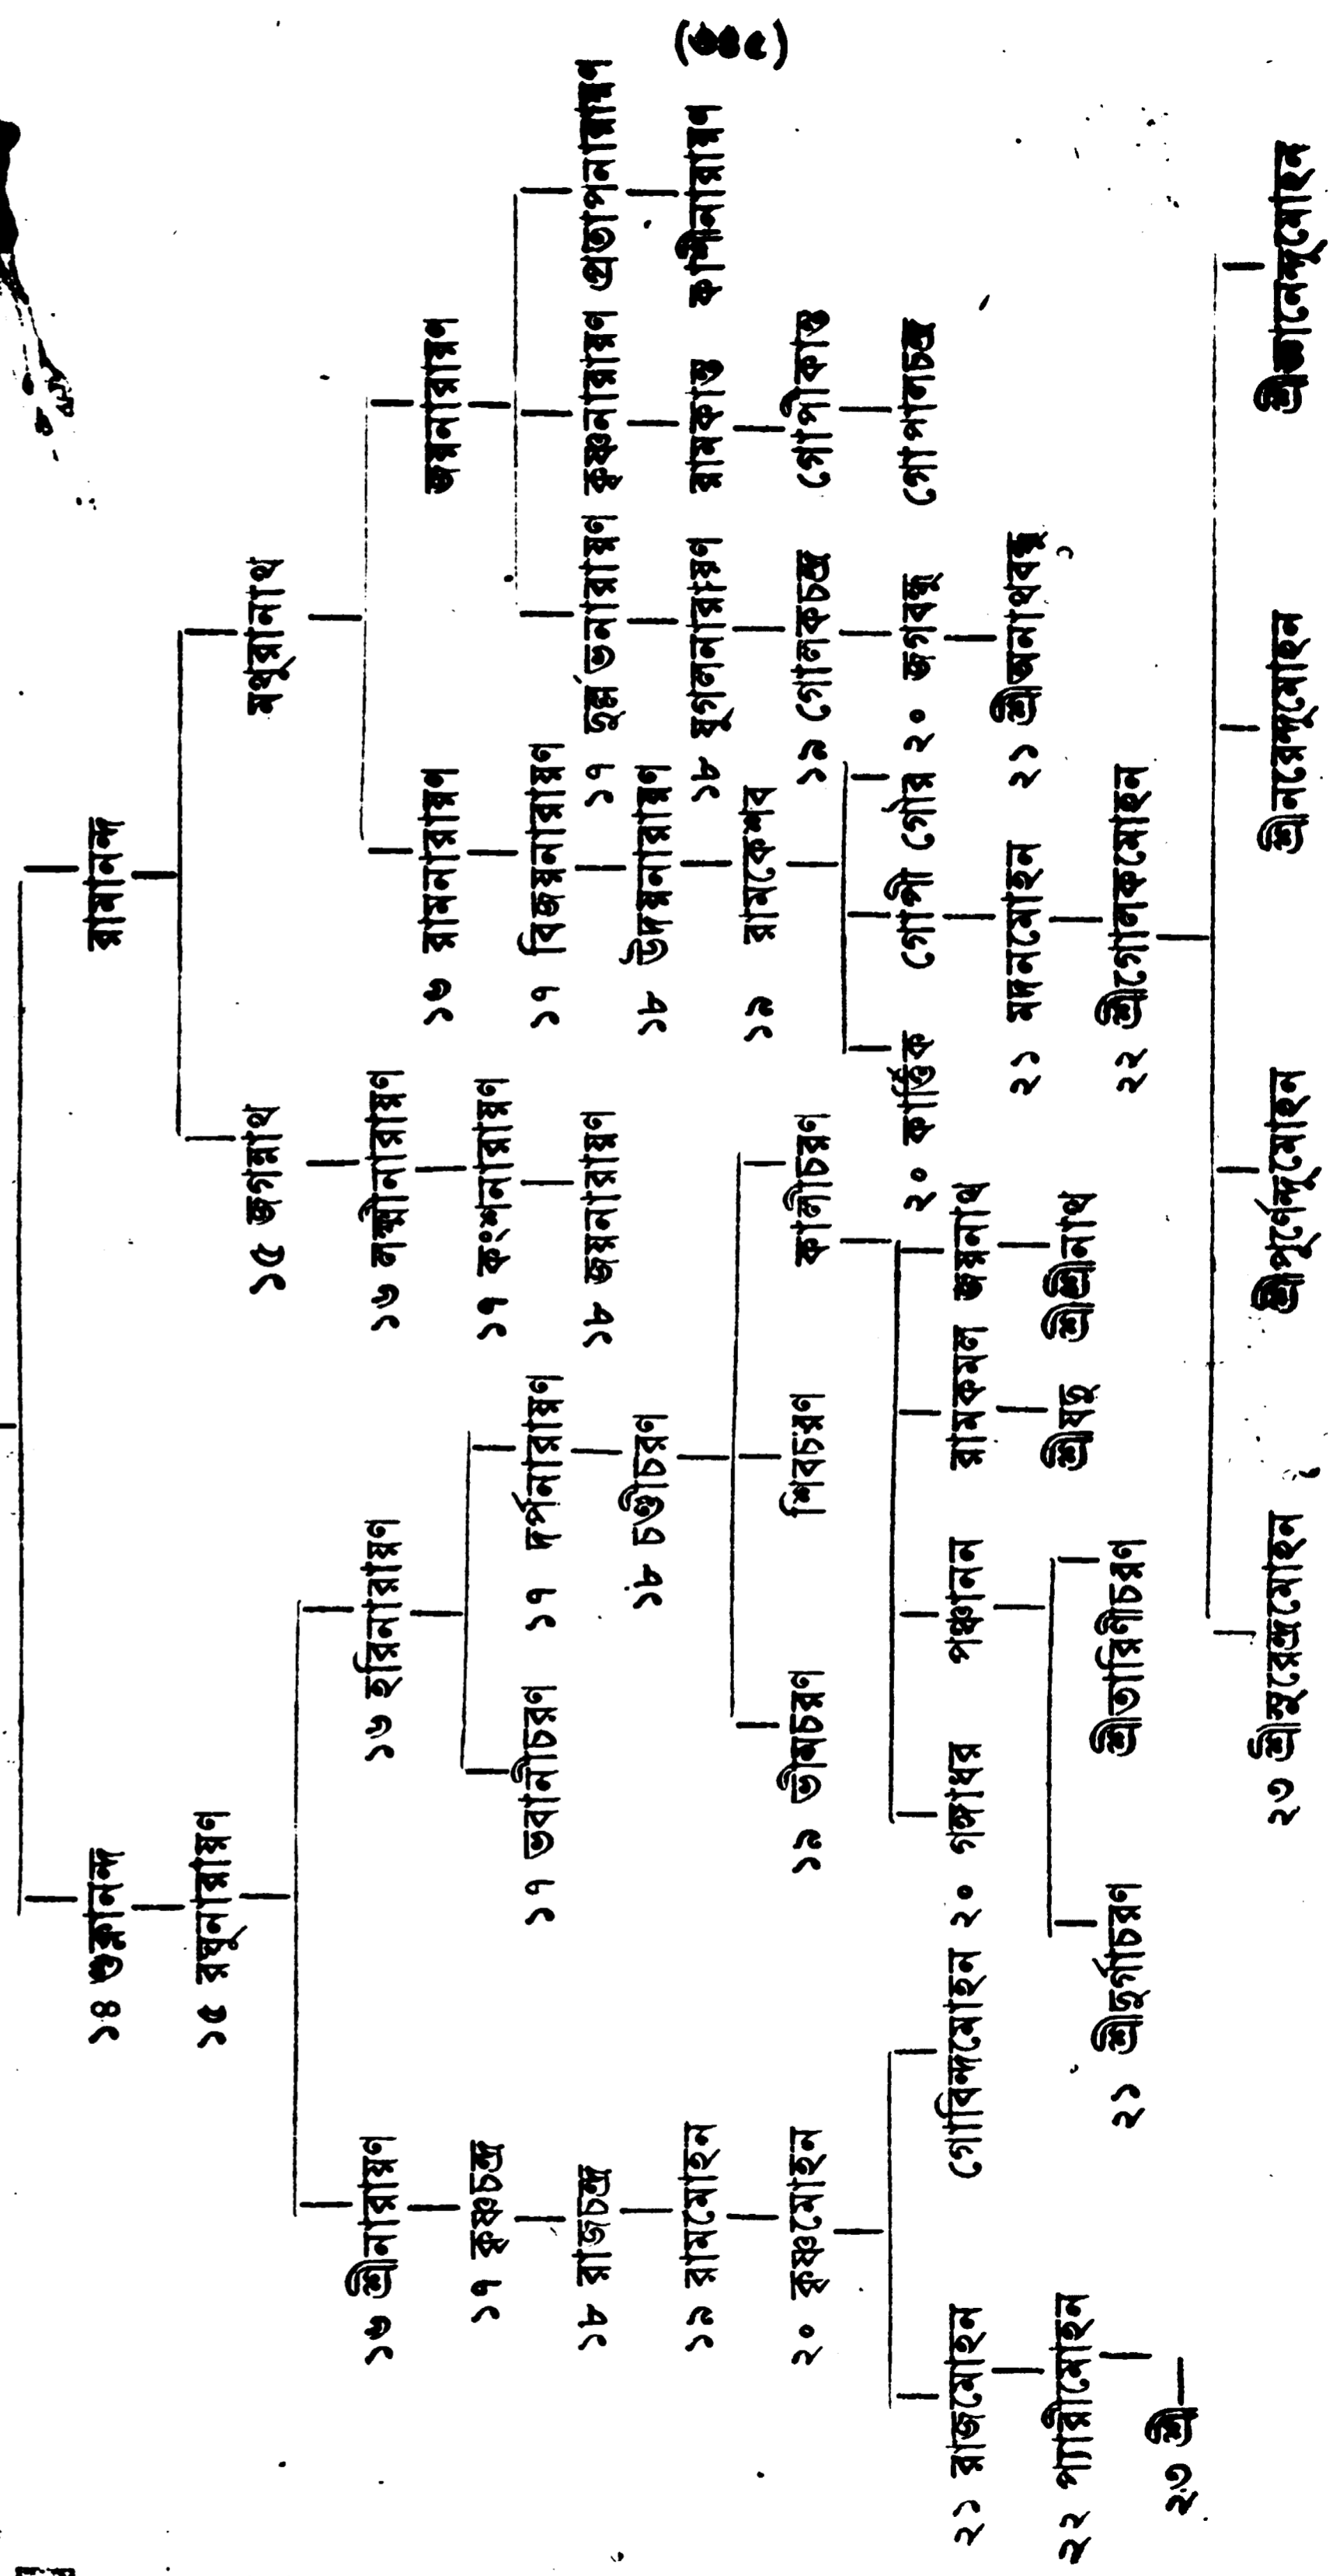 ১৪ শুক্লানন্দ রামানন্দ
১৫ রঘুনারায়ণ ১৫ জগন্নাথ মথুরানাথ
১৬ শ্রীনারায়ণ ১৬ হরিনারায়ণ ১৬ লক্ষ্মীনারায়ণ ১৬ রামনারায়ণ জয়নারায়ণ
১৭ কৃষ্ণচন্দ্র ১৭ ভবানীচরণ ১৭ দর্পনারায়ণ ১৭ কংশনারায়ণ ১৭ বিজয়নারায়ণ ১৭ দুর্ল্লভনারায়ণ কৃষ্ণনারায়ণ প্রতাপনারায়ণ
১৮ রাজচন্দ্র ১৮ চণ্ডীচরণ ১৮ জয়নারায়ণ ১৮ উদয়নারায়ণ ১৮ যুগলনারায়ণ রামকান্ত কাশীনারায়ণ
১৯ রামমোহন ১৯ ভীমচরণ শিবচরণ কালীচরণ ১৯ রামকেশব ১৯ গোলকচন্দ্র গোপীকান্ত
২০ কৃষ্ণমোহন ২০ গঙ্গাধর পঞ্চানন রামকমল জয়নাথ ২০ কার্ত্তিক গোপী গৌর ২০ জগবন্ধু গোপালচন্দ্র
২১ রাজমোহন গোবিন্দমোহন ২১ শ্রীদুর্গাচরণ শ্রীতারিণীচরণ শ্রীযদু শ্রীশ্রীনাথ ২১ মদনমোহন ২১ শ্রীঅনাথবন্ধু
২২ প্যারীমোহন ২২ শ্রীগোলকমোহন
২৩ শ্রী— ২৩ শ্রীসুরেন্দ্রমোহন শ্রীপূর্ণেন্দুমোহন শ্রীনরেন্দুমোহন শ্রীজ্ঞানেন্দুমোহন